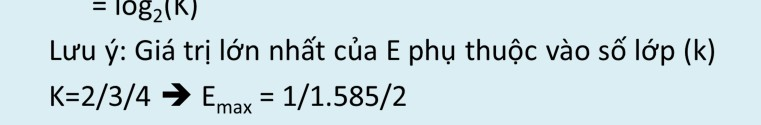 = log₂(K)
Lưu ý: Giá trị lớn nhất của E phụ thuộc vào số lớp (k)
K=2/3/4 ➔ Eₘₐₓ = 1/1.585/2